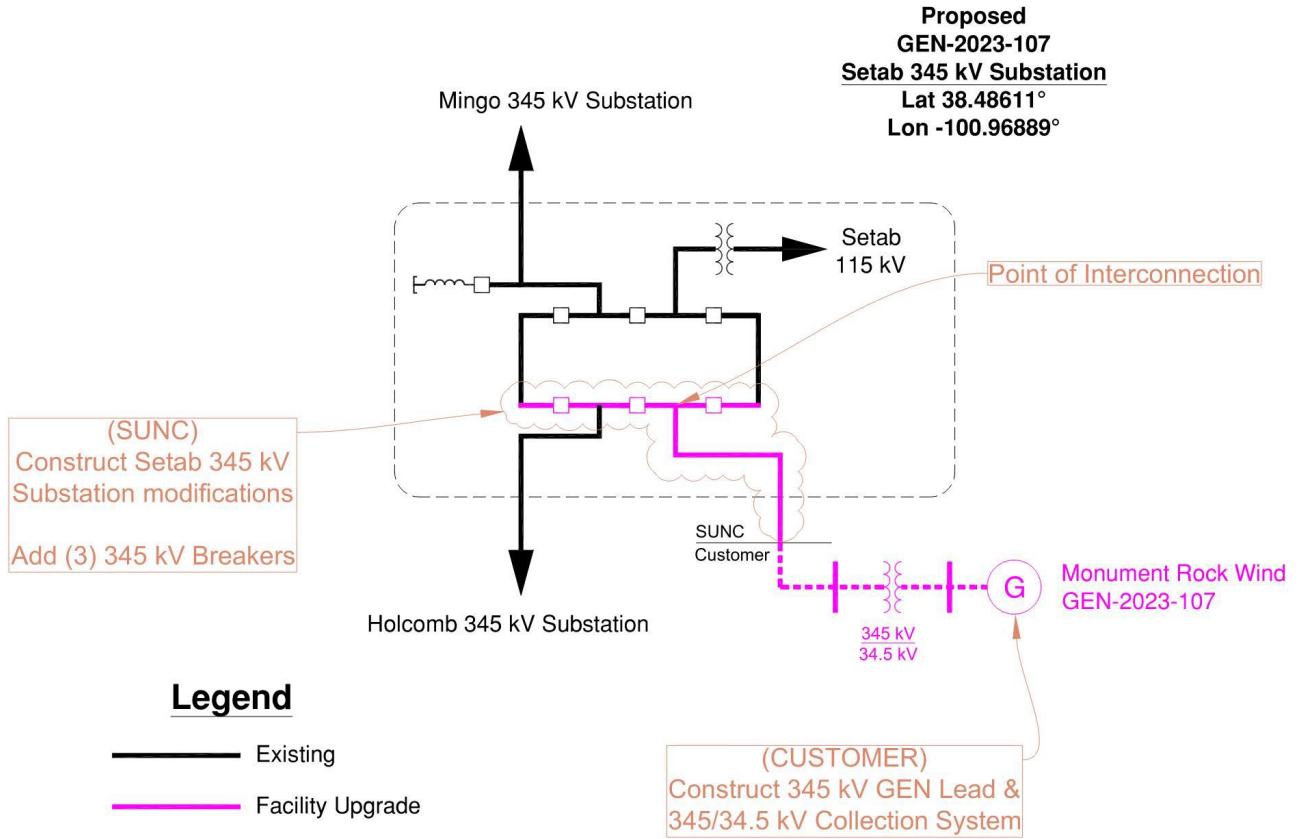 Proposed
GEN-2023-107
Setab 345 kV Substation
Lat 38.48611°
Lon -100.96889°
Mingo 345 kV Substation
Setab
115 kV
Point of Interconnection
(SUNC)
Construct Setab 345 kV
Substation modifications
Add (3) 345 kV Breakers
SUNC
Customer
Holcomb 345 kV Substation
G
Monument Rock Wind
GEN-2023-107
345 kV
34.5 kV
Legend
Existing
Facility Upgrade
(CUSTOMER)
Construct 345 kV GEN Lead &
345/34.5 kV Collection System